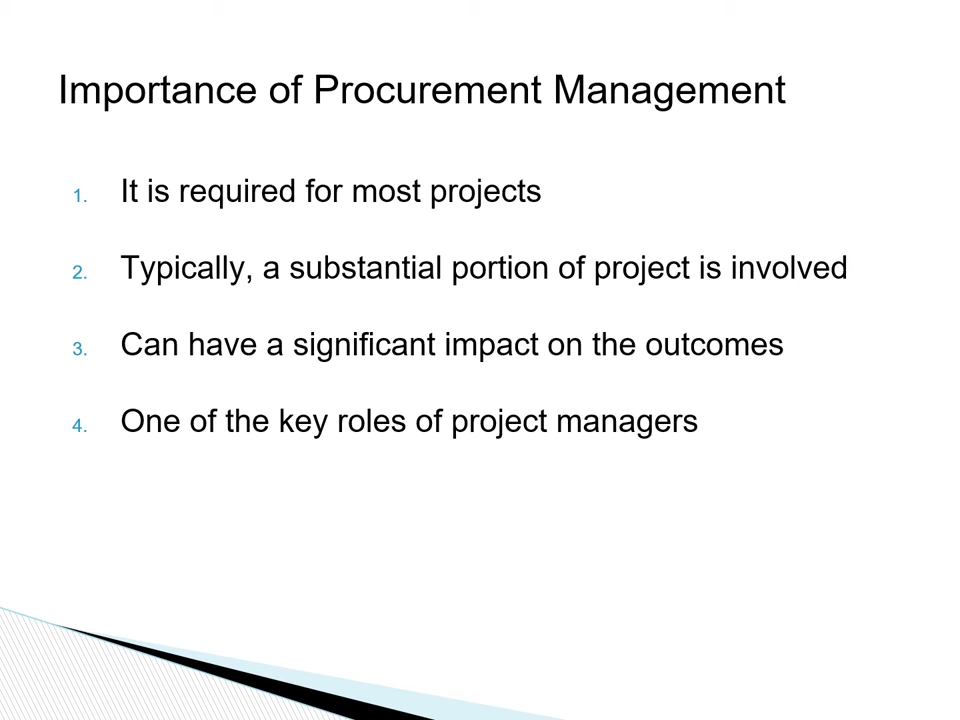 Importance of Procurement Management
1. It is required for most projects
2. Typically, a substantial portion of project is involved
3. Can have a significant impact on the outcomes
4. One of the key roles of project managers